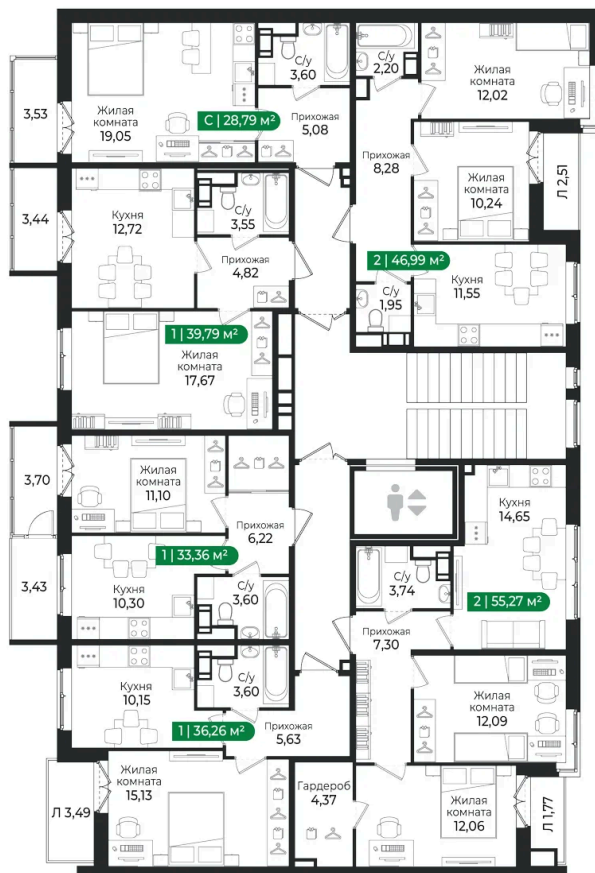 С/у
3,60
С/у
2,20
Жилая
комната
12,02
3,53
Жилая
комната
19,05
С | 28,79 м²
Прихожая
5,08
8,28
Жилая
комната
10,24
Л 2,51
3,44
Кухня
12,72
С/у
3,55
Прихожая
4,82
2 | 46,99 м²
Кухня
11,55
С/у
1,95
1 | 39,79 м²
Жилая
комната
17,67
3,70
Жилая
комната
11,10
Прихожая
6,22
Кухня
14,65
3,43
1 | 33,36 м²
Кухня
10,30
С/у
3,60
С/у
3,74
2 | 55,27 м²
Прихожая
7,30
Кухня
10,15
С/у
3,60
1 | 36,26 м²
Прихожая
5,63
Жилая
комната
12,09
Л 3,49
Жилая
комната
15,13
Гардероб
4,37
Жилая
комната
12,06
Л 1,77